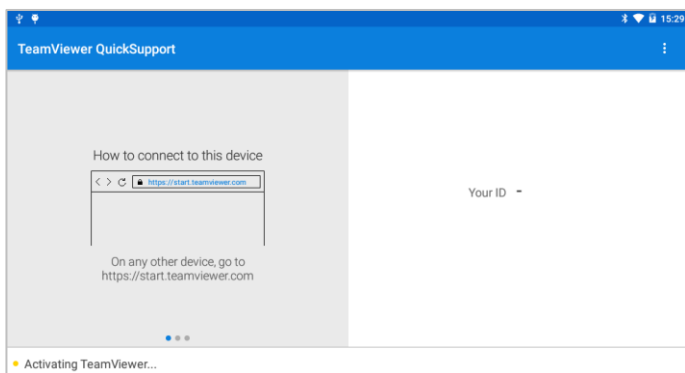 15:29
TeamViewer QuickSupport
How to connect to this device
https://start.teamviewer.com
On any other device, go to
https://start.teamviewer.com
Your ID -
Activating TeamViewer...